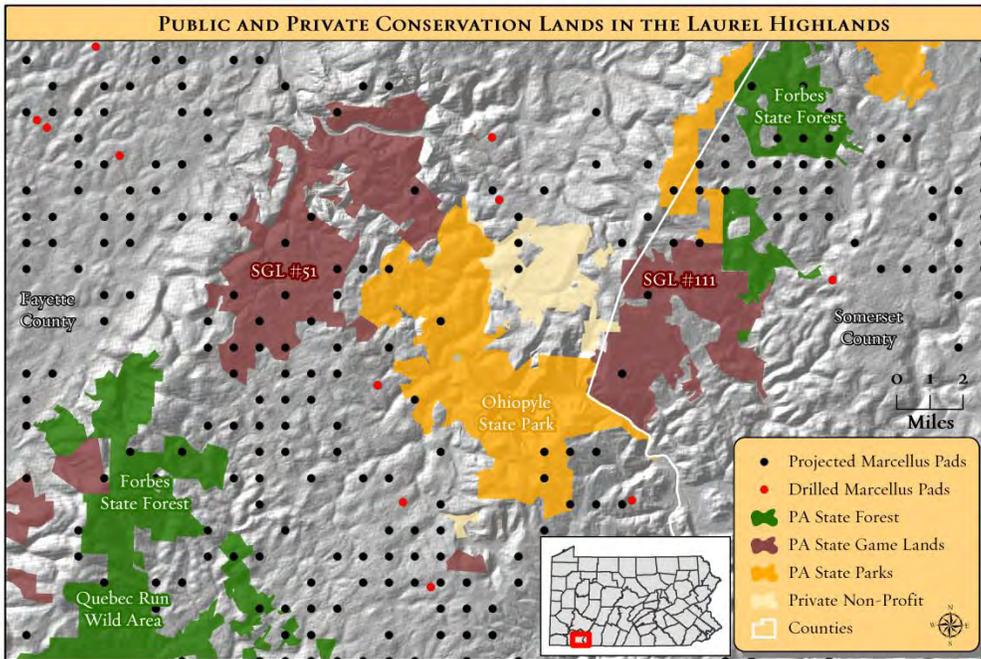 PUBLIC AND PRIVATE CONSERVATION LANDS IN THE LAUREL HIGHLANDS
Forbes
State Forest
SGL #51
SGL #111
Fayette
County
Somerset
County
0 1 2
Miles
Ohiopyle
State Park
Forbes
State Forest
Quebec Run
Wild Area
Projected Marcellus Pads
Drilled Marcellus Pads
PA State Forest
PA State Game Lands
PA State Parks
Private Non-Profit
Counties
N
W E
S